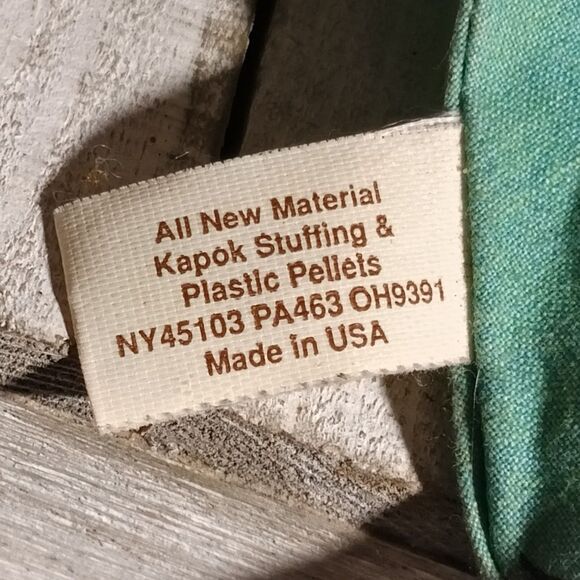 All New Material
Kapok Stuffing &
Plastic Pellets
NY45103 PA463 OH9391
Made in USA